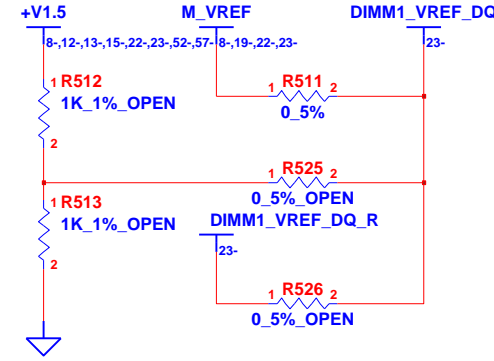 +V1.5 M_VREF DIMM1_VREF_DQ
8-,12-,13-,15-,22-,23-,52-,57- 8-,19-,22-,23- 23-
1 R512
1K_1%_OPEN
2
1 R511 2
0_5%
1 R525 2
0_5%_OPEN
1 R513
1K_1%_OPEN
2
DIMM1_VREF_DQ_R
23-
1 R526 2
0_5%_OPEN